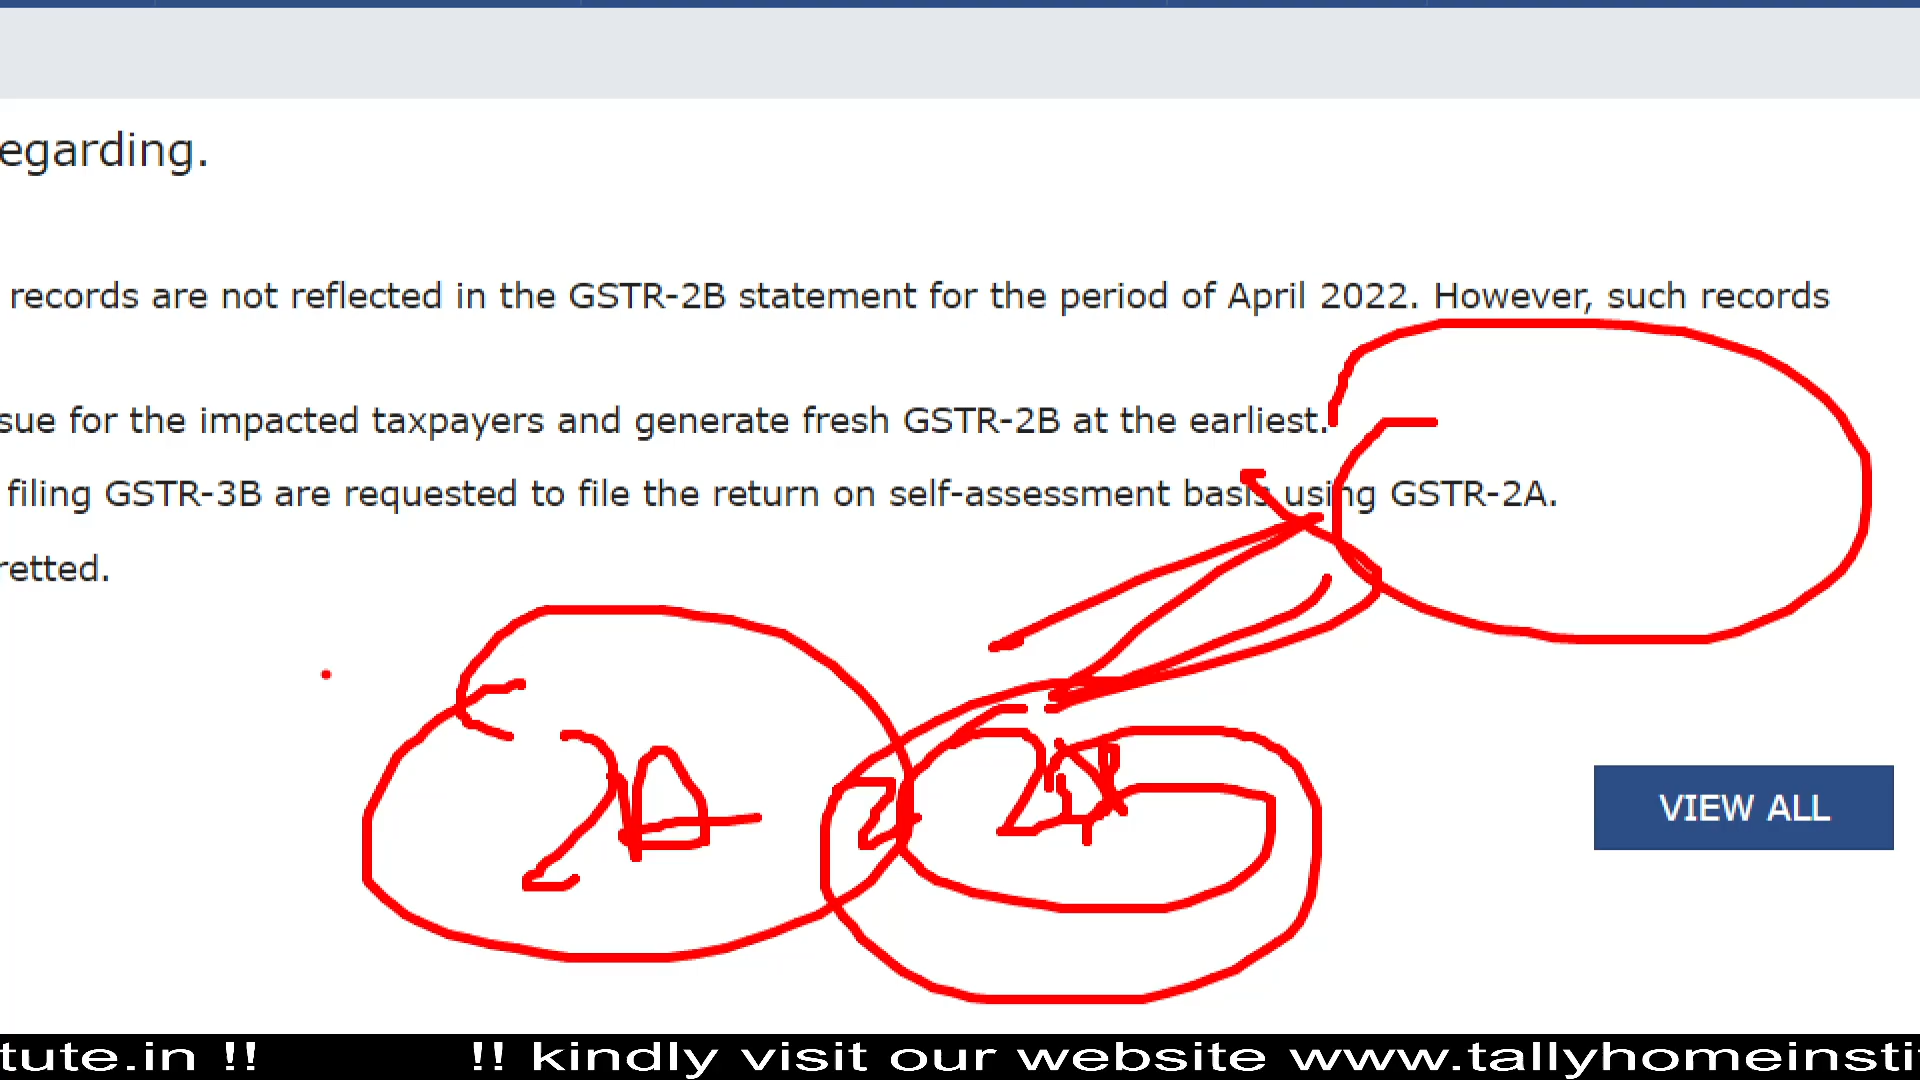 egarding.
records are not reflected in the GSTR-2B statement for the period of April 2022. However, such records
sue for the impacted taxpayers and generate fresh GSTR-2B at the earliest.
filing GSTR-3B are requested to file the return on self-assessment basis using GSTR-2A.
retted.
2A
2
VIEW ALL
tute.in !! !! kindly visit our website www.tallyhomeinsti